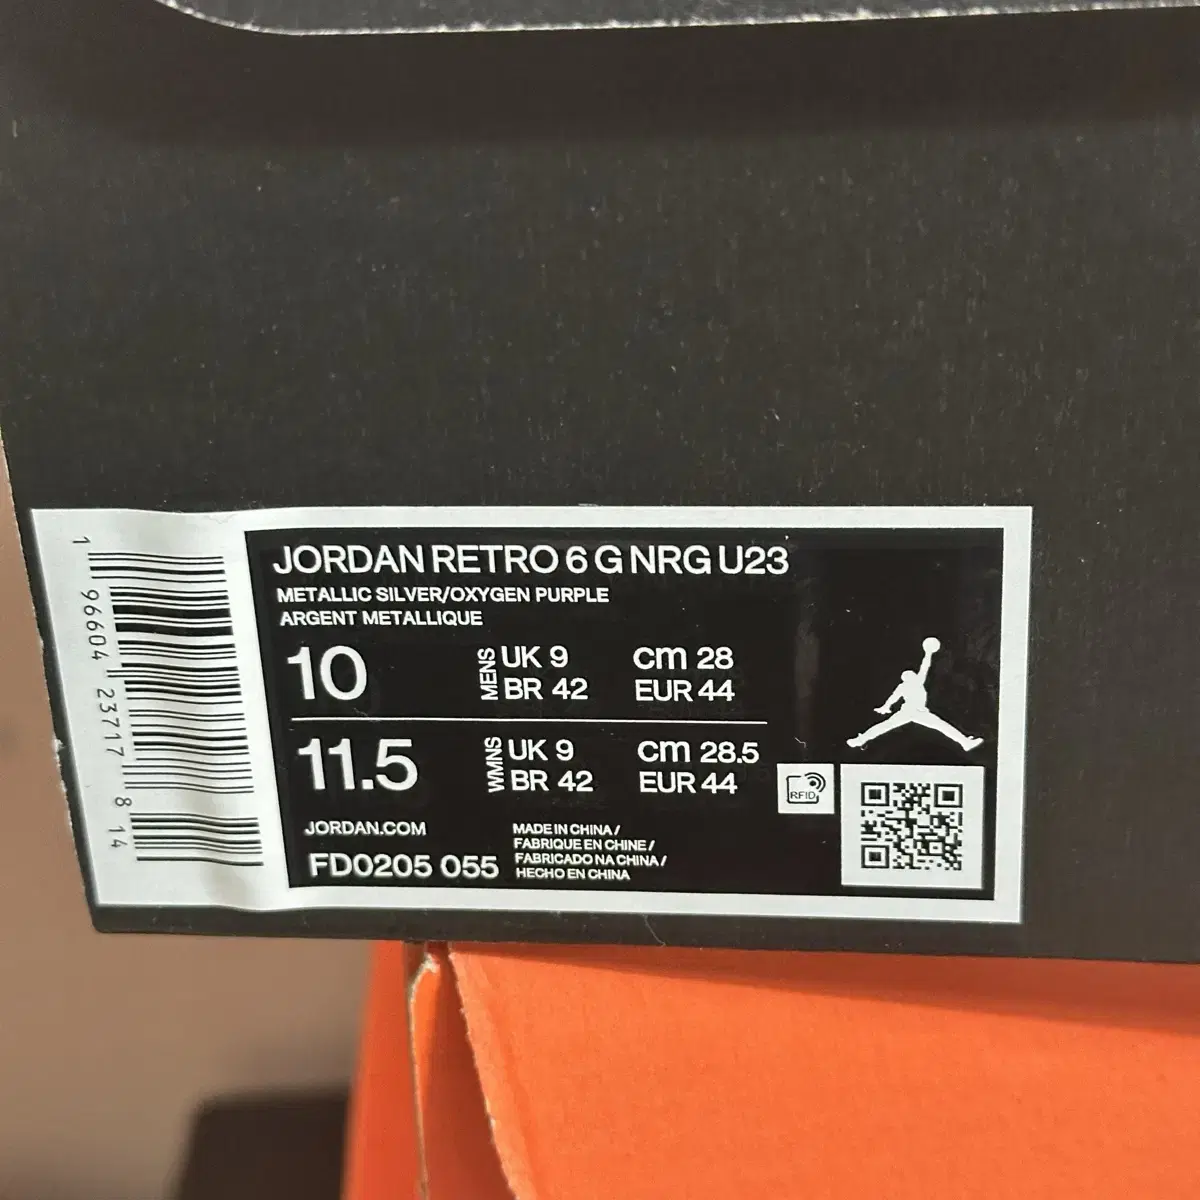 JORDAN RETRO 6 G NRG U23
METALLIC SILVER/OXYGEN PURPLE
ARGENT METALLIQUE
10
MENS
UK 9
BR 42
cm 28
EUR 44
11.5
WMNS
UK 9
BR 42
cm 28.5
EUR 44
RFID
JORDAN.COM
FD0205 055
MADE IN CHINA /
FABRIQUE EN CHINE /
FABRICADO NA CHINA /
HECHO EN CHINA
1 96604 23717 8 14